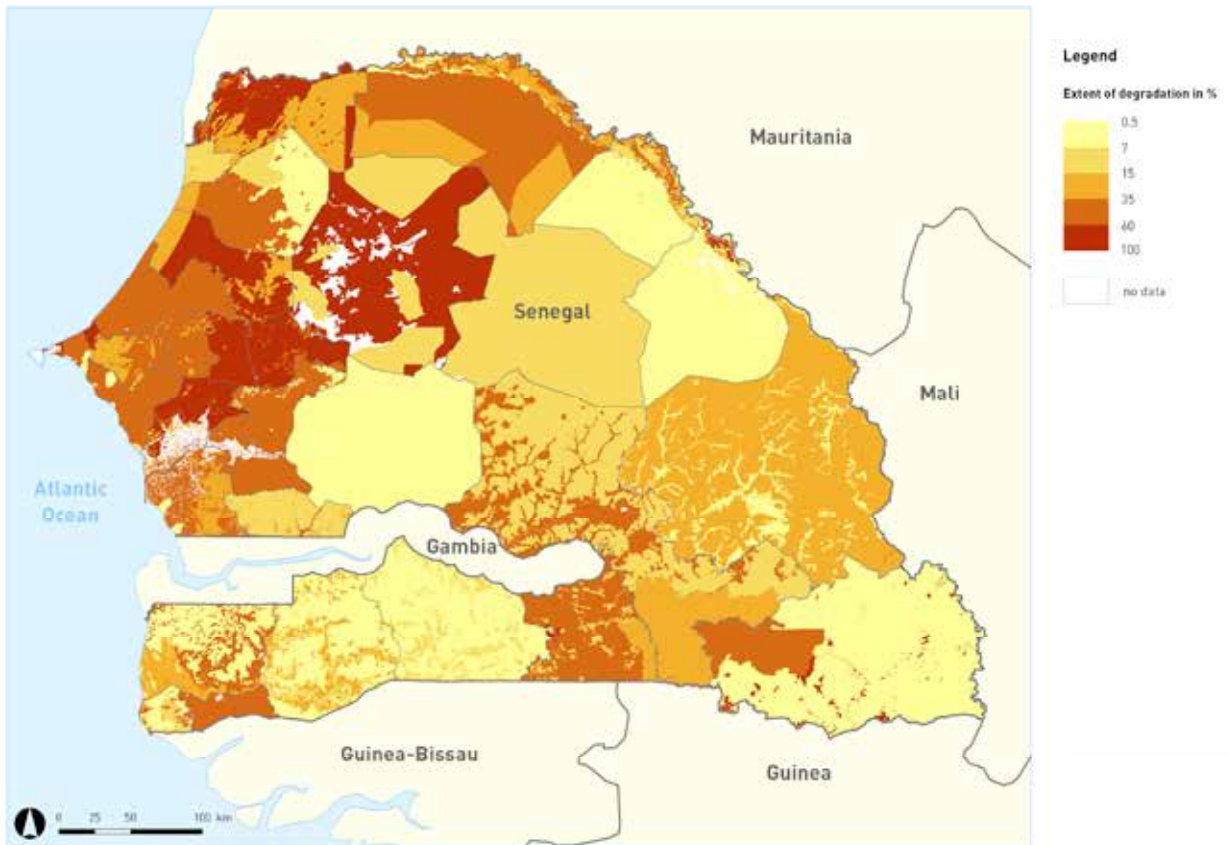 Legend
Extent of degradation in %
0.5
7
15
35
60
100
no data
Mauritania
Senegal
Mali
Atlantic
Ocean
Gambia
Guinea-Bissau
Guinea
0 25 50 100 km